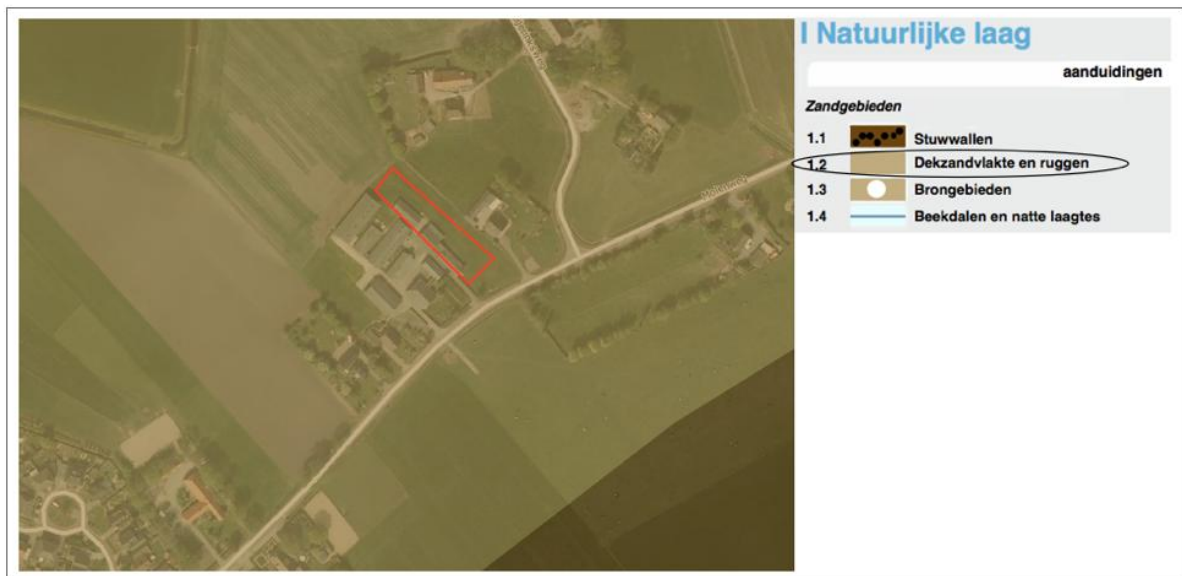 I Natuurlijke laag
aanduidingen
Zandgebieden
1.1 Stuwwallen
1.2 Dekzandvlakte en ruggen
1.3 Brongebieden
1.4 Beekdalen en natte laagtes